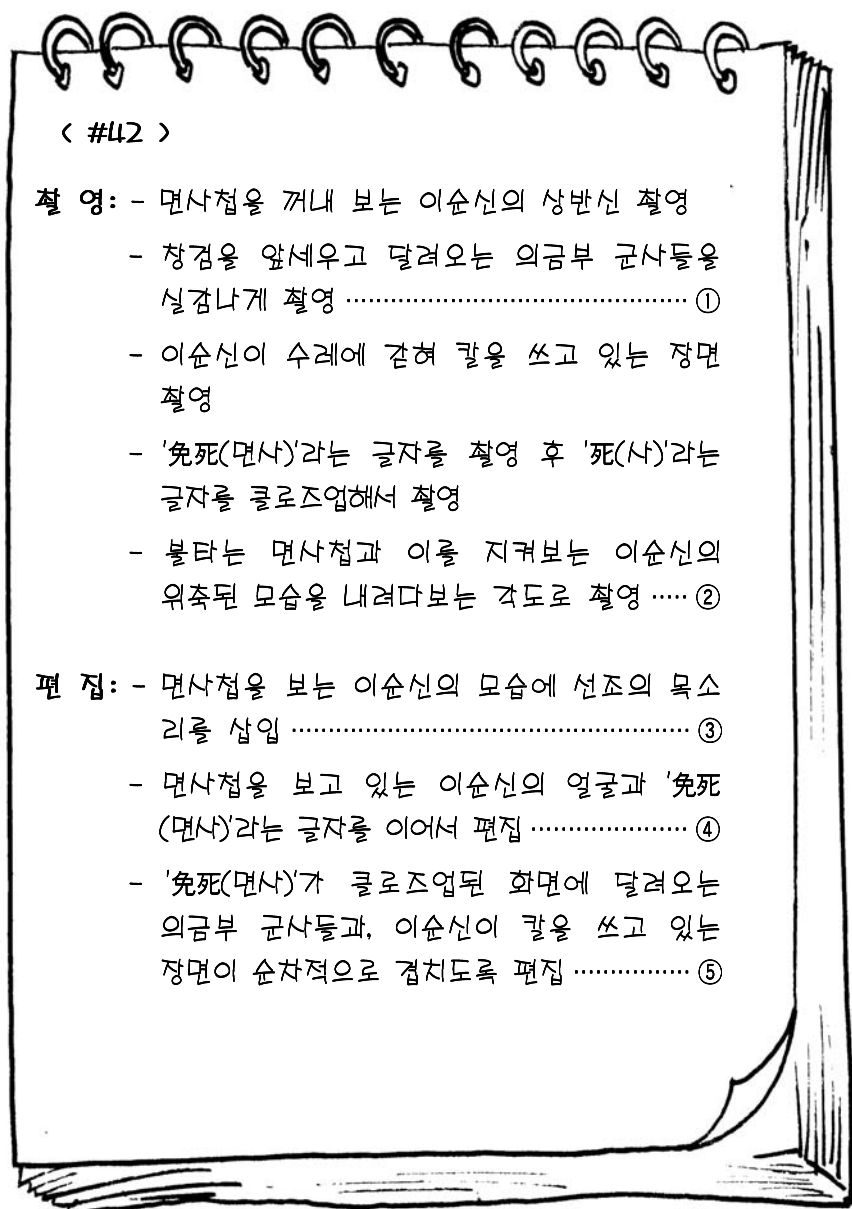 < #42 >
촬 영: - 면사첩을 꺼내 보는 이순신의 상반신 촬영
- 창검을 앞세우고 달려오는 의금부 군사들을
실감나게 촬영 ·············································· ①
- 이순신이 수레에 갇혀 칼을 쓰고 있는 장면
촬영
- '免死(면사)'라는 글자를 촬영 후 '死(사)'라는
글자를 클로즈업해서 촬영
- 불타는 면사첩과 이를 지켜보는 이순신의
위축된 모습을 내려다보는 각도로 촬영 ····· ②
편 집: - 면사첩을 보는 이순신의 모습에 선조의 목소
리를 삽입 ······················································ ③
- 면사첩을 보고 있는 이순신의 얼굴과 '免死
(면사)'라는 글자를 이어서 편집 ····················· ④
- '免死(면사)'가 클로즈업된 화면에 달려오는
의금부 군사들과, 이순신이 칼을 쓰고 있는
장면이 순차적으로 겹치도록 편집 ················ ⑤